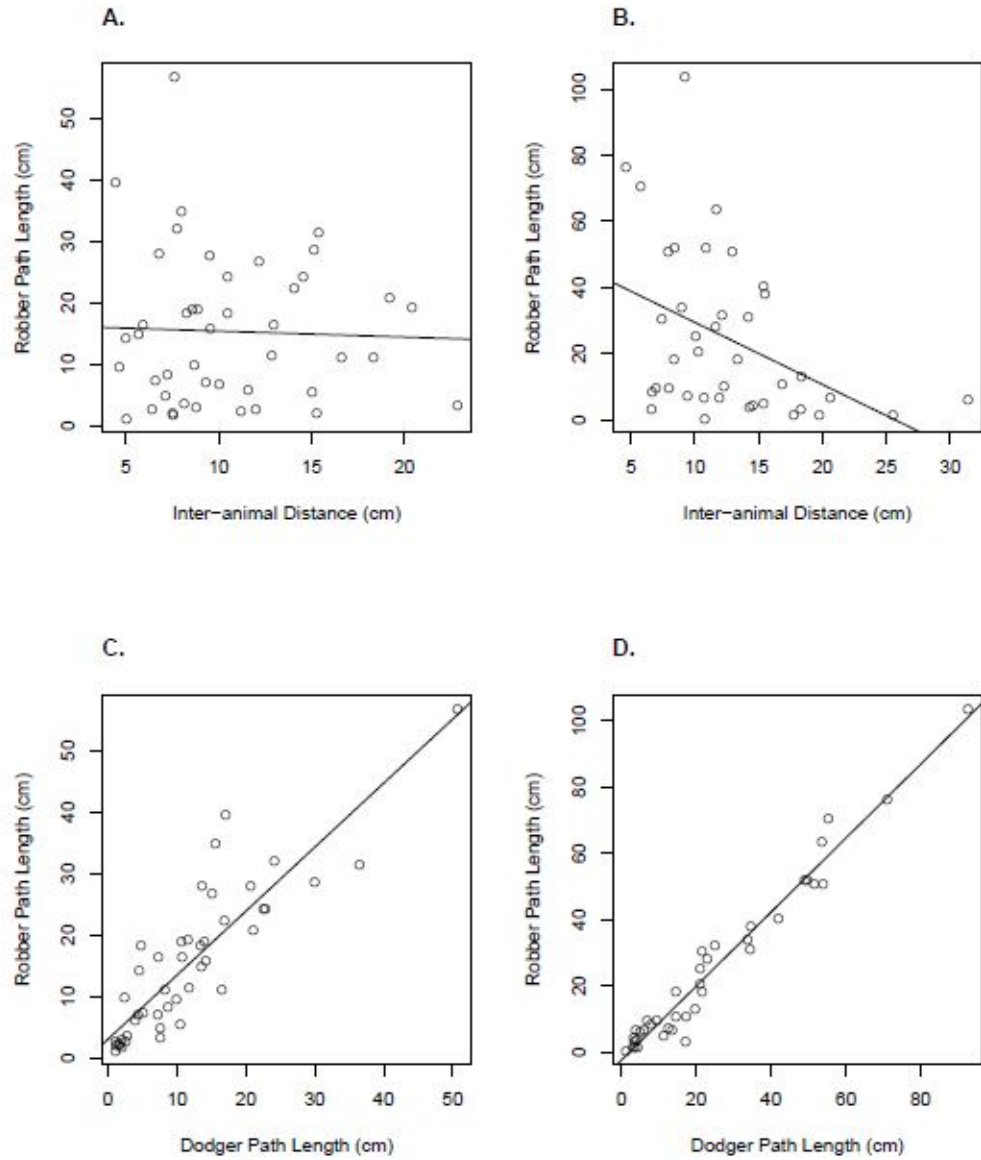 A.
B.
Robber Path Length (cm)
0 10 20 30 40 50
5 10 15 20
Inter−animal Distance (cm)
Robber Path Length (cm)
0 20 40 60 80 100
5 10 15 20 25 30
Inter−animal Distance (cm)
C.
D.
Robber Path Length (cm)
0 10 20 30 40 50
0 10 20 30 40 50
Dodger Path Length (cm)
Robber Path Length (cm)
0 20 40 60 80 100
0 20 40 60 80
Dodger Path Length (cm)